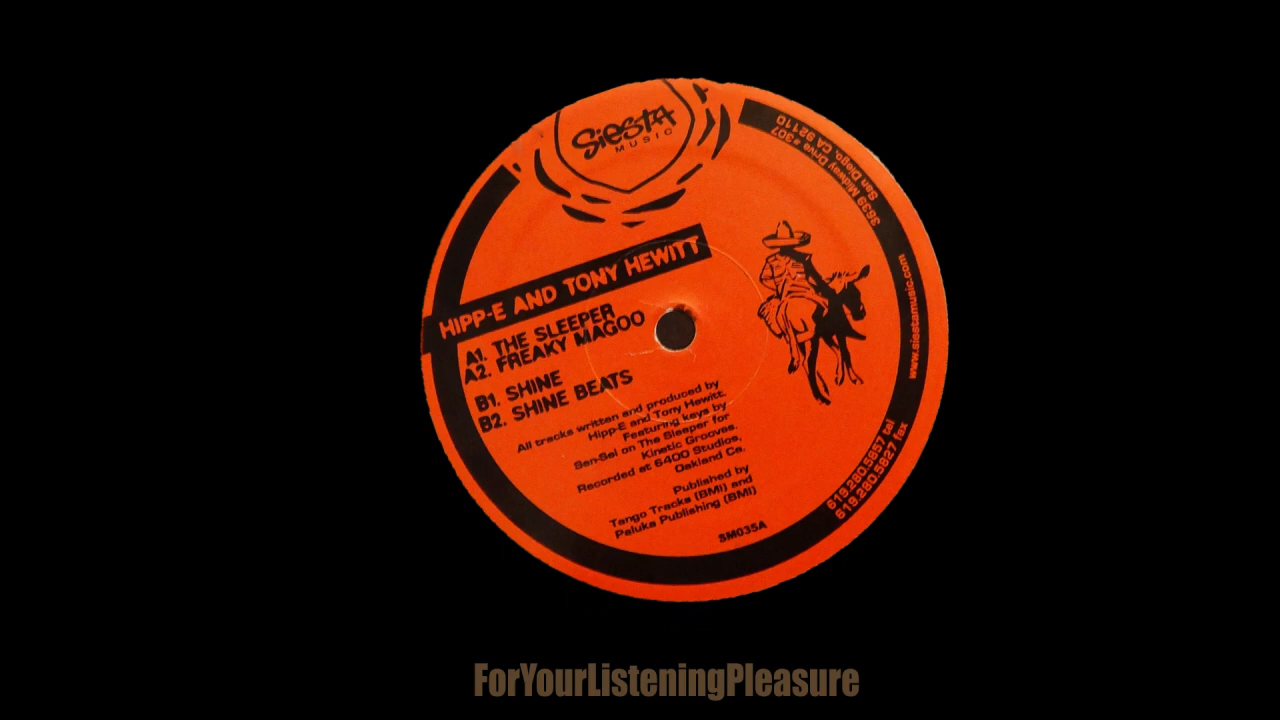 Siesta
MUSIC
3639 Midway Drive #307
San Diego, CA 92110
HIPP-E AND TONY HEWITT
A1. THE SLEEPER
A2. FREAKY MAGOO
B1. SHINE
B2. SHINE BEATS
All tracks written and produced by
Hipp-E and Tony Hewitt.
Featuring keys by
Sen-Sei on The Sleeper for
Kinetic Grooves.
Recorded at 6400 Studios,
Oakland Ca.
Published by
Tango Tracks (BMI) and
Paluka Publishing (BMI)
SM035A
www.siestamusic.com
619.280.5857 tel
619.280.5827 fax
ForYourListeningPleasure